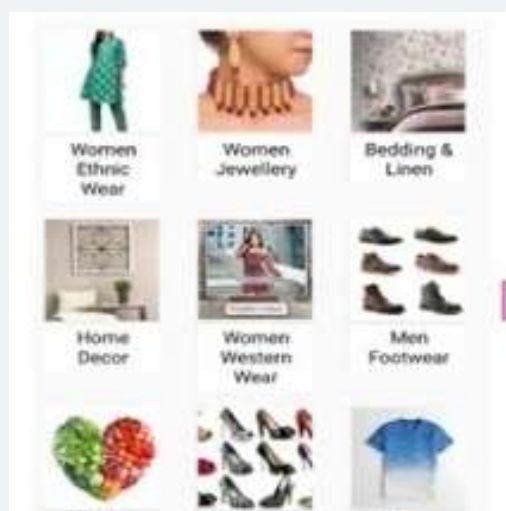 Women
Ethnic
Wear
Women
Jewellery
Bedding &
Linen
Home
Decor
Women
Western
Wear
Men
Footwear